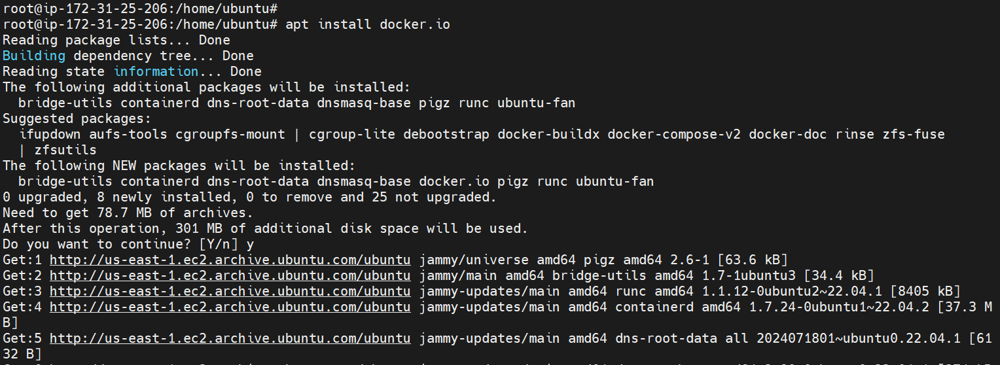 root@ip-172-31-25-206:/home/ubuntu#
root@ip-172-31-25-206:/home/ubuntu# apt install docker.io
Reading package lists... Done
Building dependency tree... Done
Reading state information... Done
The following additional packages will be installed:
  bridge-utils containerd dns-root-data dnsmasq-base pigz runc ubuntu-fan
Suggested packages:
  ifupdown aufs-tools cgroupfs-mount | cgroup-lite debootstrap docker-buildx docker-compose-v2 docker-doc rinse zfs-fuse
  | zfsutils
The following NEW packages will be installed:
  bridge-utils containerd dns-root-data dnsmasq-base docker.io pigz runc ubuntu-fan
0 upgraded, 8 newly installed, 0 to remove and 25 not upgraded.
Need to get 78.7 MB of archives.
After this operation, 301 MB of additional disk space will be used.
Do you want to continue? [Y/n] y
Get:1 http://us-east-1.ec2.archive.ubuntu.com/ubuntu jammy/universe amd64 pigz amd64 2.6-1 [63.6 kB]
Get:2 http://us-east-1.ec2.archive.ubuntu.com/ubuntu jammy/main amd64 bridge-utils amd64 1.7-1ubuntu3 [34.4 kB]
Get:3 http://us-east-1.ec2.archive.ubuntu.com/ubuntu jammy-updates/main amd64 runc amd64 1.1.12-0ubuntu2~22.04.1 [8405 kB]
Get:4 http://us-east-1.ec2.archive.ubuntu.com/ubuntu jammy-updates/main amd64 containerd amd64 1.7.24-0ubuntu1~22.04.2 [37.3 M
B]
Get:5 http://us-east-1.ec2.archive.ubuntu.com/ubuntu jammy-updates/main amd64 dns-root-data all 2024071801~ubuntu0.22.04.1 [61
32 B]